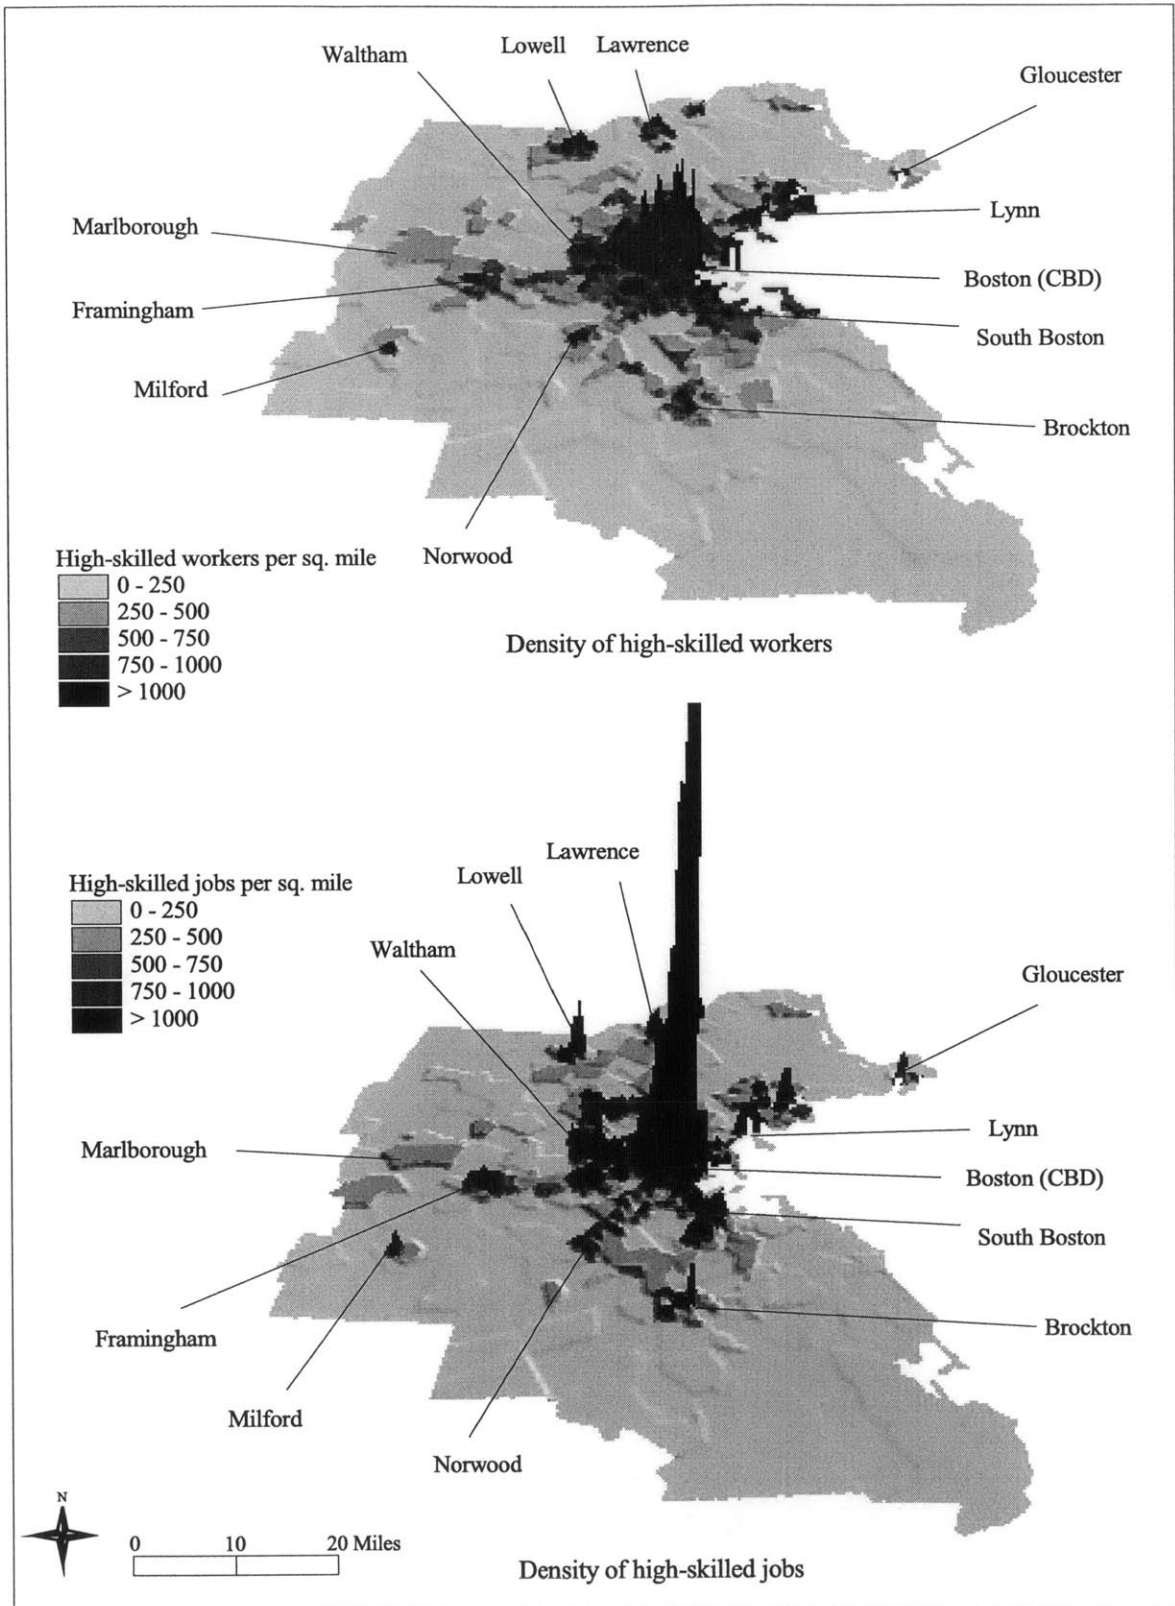 Lowell Lawrence
Waltham
Gloucester
Marlborough
Lynn
Boston (CBD)
Framingham
South Boston
Milford
Brockton
Norwood
High-skilled workers per sq. mile
0 - 250
250 - 500
500 - 750
750 - 1000
> 1000
Density of high-skilled workers
Lawrence
Lowell
High-skilled jobs per sq. mile
0 - 250
250 - 500
500 - 750
750 - 1000
> 1000
Waltham
Gloucester
Lynn
Marlborough
Boston (CBD)
South Boston
Framingham
Brockton
Milford
Norwood
N
0 10 20 Miles
Density of high-skilled jobs